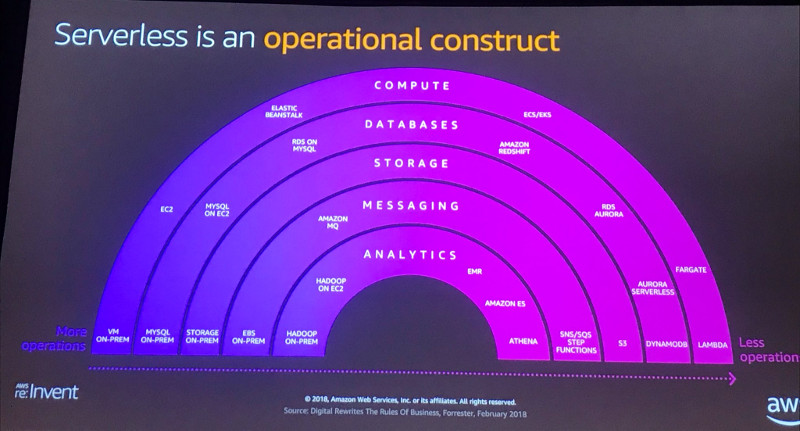 Serverless is an operational construct
COMPUTE
ELASTIC
BEANSTALK
ECS/EKS
DATABASES
RDS ON
MYSQL
AMAZON
REDSHIFT
STORAGE
EC2
MYSQL
ON EC2
RDS
AURORA
MESSAGING
AMAZON
MQ
ANALYTICS
FARGATE
EMR
HADOOP
ON EC2
AURORA
SERVERLESS
AMAZON ES
More
operations
VM
ON-PREM
MYSQL
ON-PREM
STORAGE
ON-PREM
EBS
ON-PREM
HADOOP
ON-PREM
ATHENA
SNS/SQS
STEP
FUNCTIONS
S3
DYNAMODB
LAMBDA
Less
operation
AWS
re:Invent
© 2018, Amazon Web Services, Inc. or its affiliates. All rights reserved.
Source: Digital Rewrites The Rules Of Business, Forrester, February 2018
aw